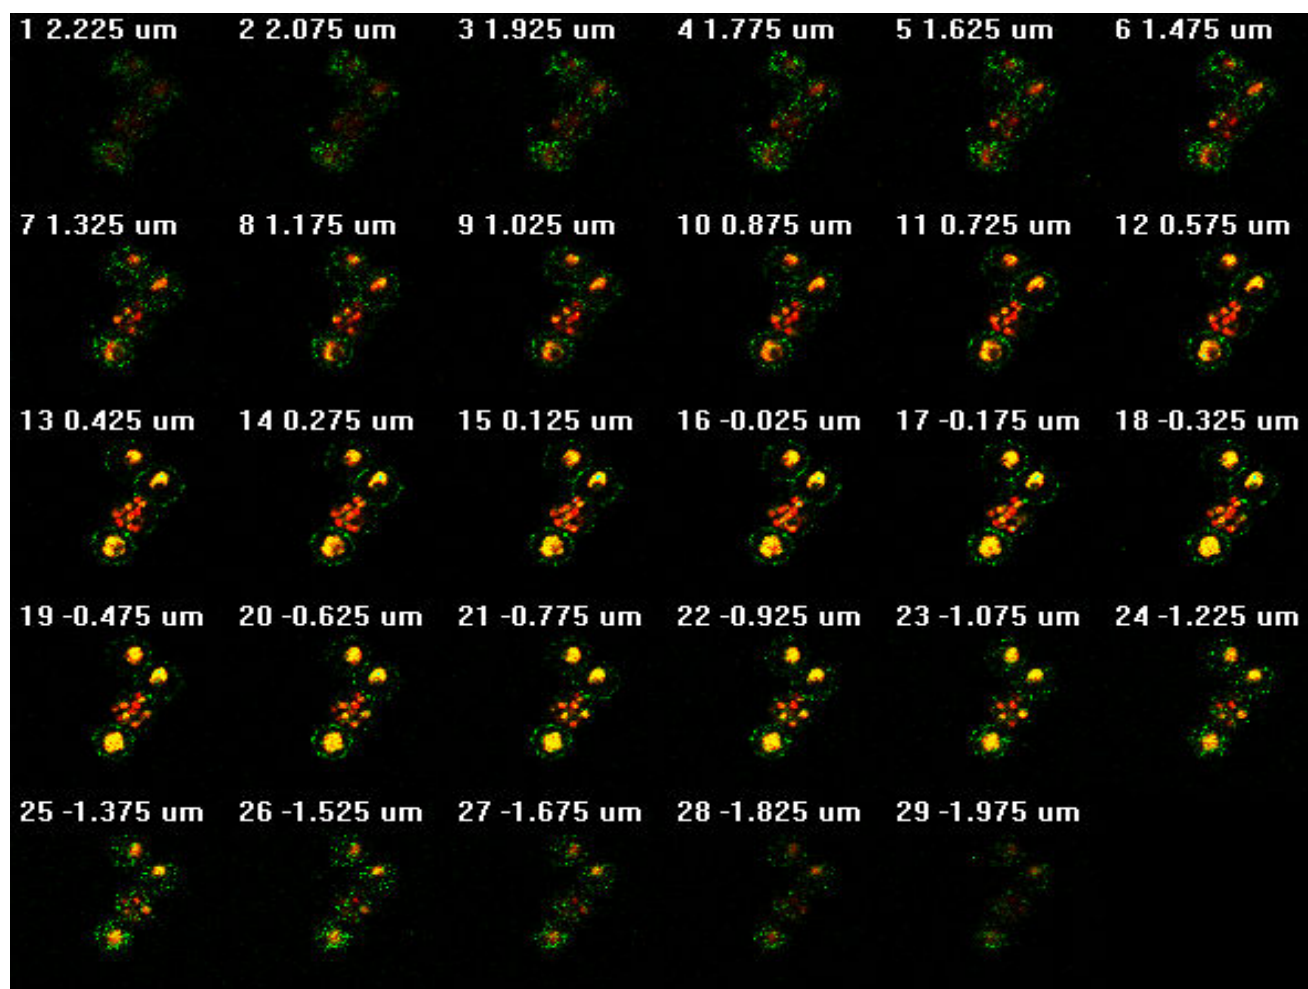 1 2.225 um 2 2.075 um 3 1.925 um 4 1.775 um 5 1.625 um 6 1.475 um
7 1.325 um 8 1.175 um 9 1.025 um 10 0.875 um 11 0.725 um 12 0.575 um
13 0.425 um 14 0.275 um 15 0.125 um 16 -0.025 um 17 -0.175 um 18 -0.325 um
19 -0.475 um 20 -0.625 um 21 -0.775 um 22 -0.925 um 23 -1.075 um 24 -1.225 um
25 -1.375 um 26 -1.525 um 27 -1.675 um 28 -1.825 um 29 -1.975 um